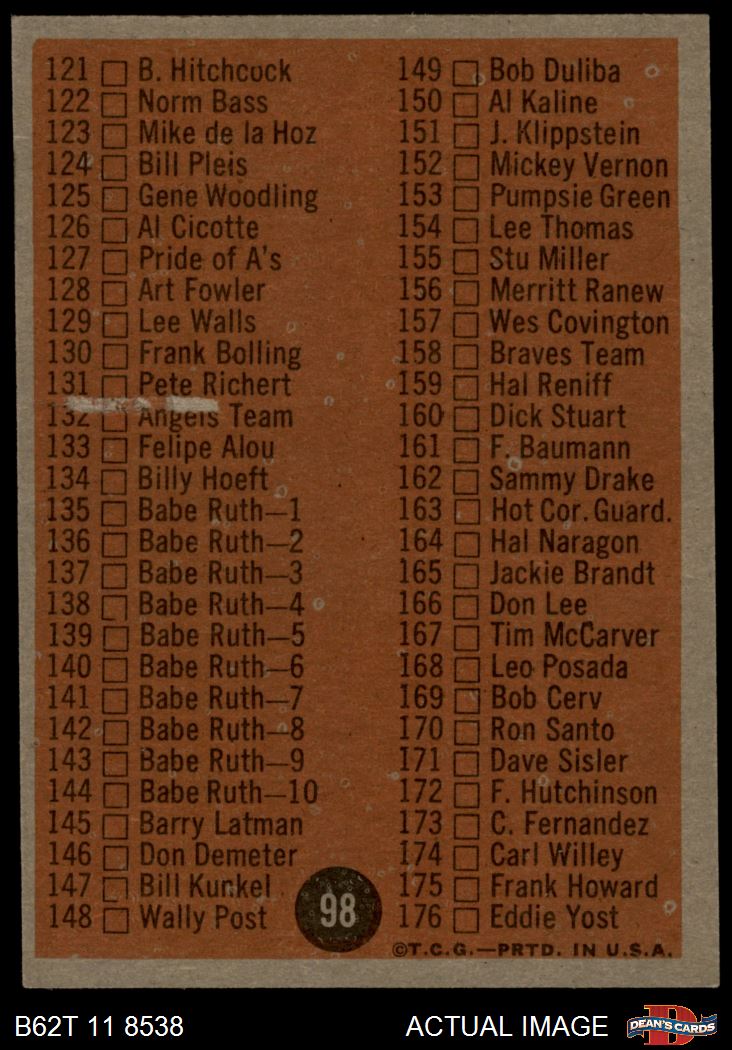 121 B. Hitchcock
122 Norm Bass
123 Mike de la Hoz
124 Bill Pleis
125 Gene Woodling
126 Al Cicotte
127 Pride of A's
128 Art Fowler
129 Lee Walls
130 Frank Bolling
131 Pete Richert
132 Angels Team
133 Felipe Alou
134 Billy Hoeft
135 Babe Ruth—1
136 Babe Ruth—2
137 Babe Ruth—3
138 Babe Ruth—4
139 Babe Ruth—5
140 Babe Ruth—6
141 Babe Ruth—7
142 Babe Ruth—8
143 Babe Ruth—9
144 Babe Ruth—10
145 Barry Latman
146 Don Demeter
147 Bill Kunkel
148 Wally Post
149 Bob Duliba
150 Al Kaline
151 J. Klippstein
152 Mickey Vernon
153 Pumpsie Green
154 Lee Thomas
155 Stu Miller
156 Merritt Ranew
157 Wes Covington
158 Braves Team
159 Hal Reniff
160 Dick Stuart
161 F. Baumann
162 Sammy Drake
163 Hot Cor. Guard.
164 Hal Naragon
165 Jackie Brandt
166 Don Lee
167 Tim McCarver
168 Leo Posada
169 Bob Cerv
170 Ron Santo
171 Dave Sisler
172 F. Hutchinson
173 C. Fernandez
174 Carl Willey
175 Frank Howard
176 Eddie Yost
98
©T.C.G.—PRTD. IN U.S.A.
B62T 11 8538
ACTUAL IMAGE
D
DEAN'S CARDS